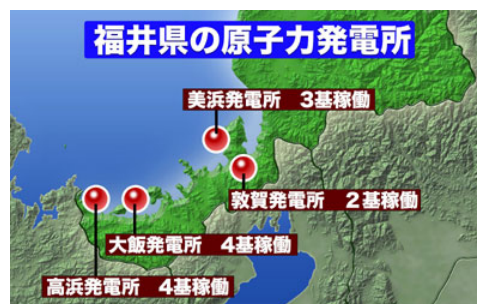 福井県の原子力発電所
美浜発電所　3基稼働
敦賀発電所　２基稼働
大飯発電所　4基稼働
高浜発電所　4基稼働